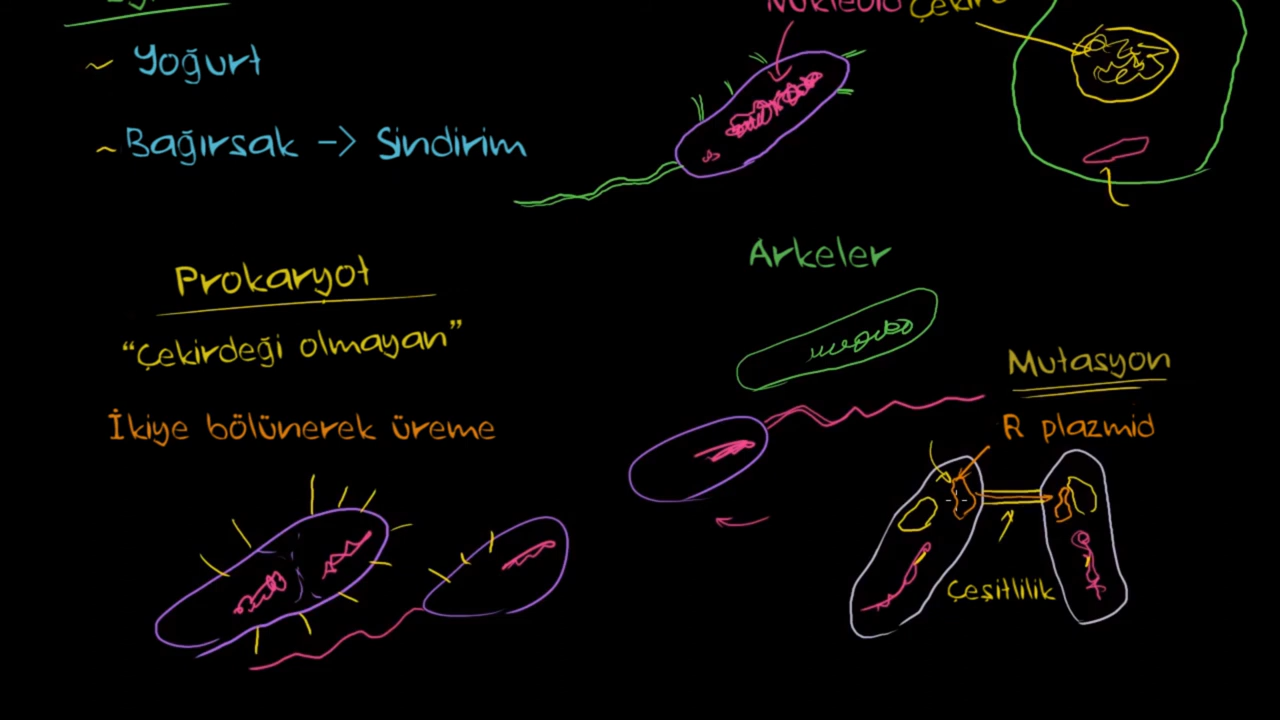 Yoğurt
Bağırsak -> Sindirim
Prokaryot
"Çekirdeği olmayan"
İkiye bölünerek üreme
Arkeler
Mutasyon
R plazmid
Çeşitlilik